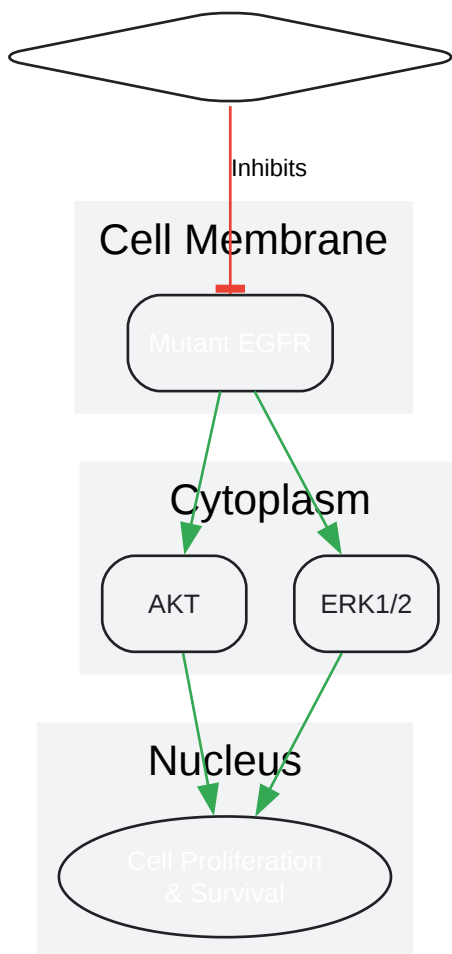 Inhibits
Cell Membrane
Mutant EGFR
Cytoplasm
AKT
ERK1/2
Nucleus
Cell Proliferation
& Survival